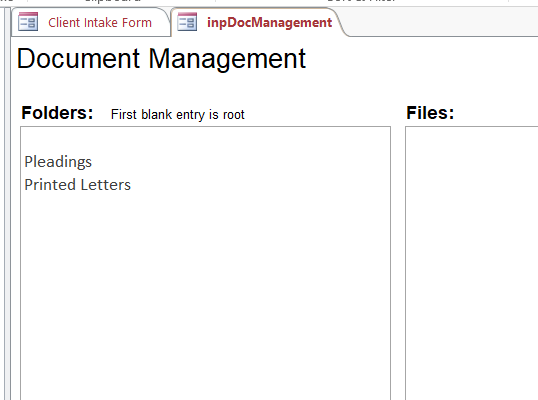 Client Intake Form
inpDocManagement
Document Management
Folders: First blank entry is root
Files:
Pleadings
Printed Letters